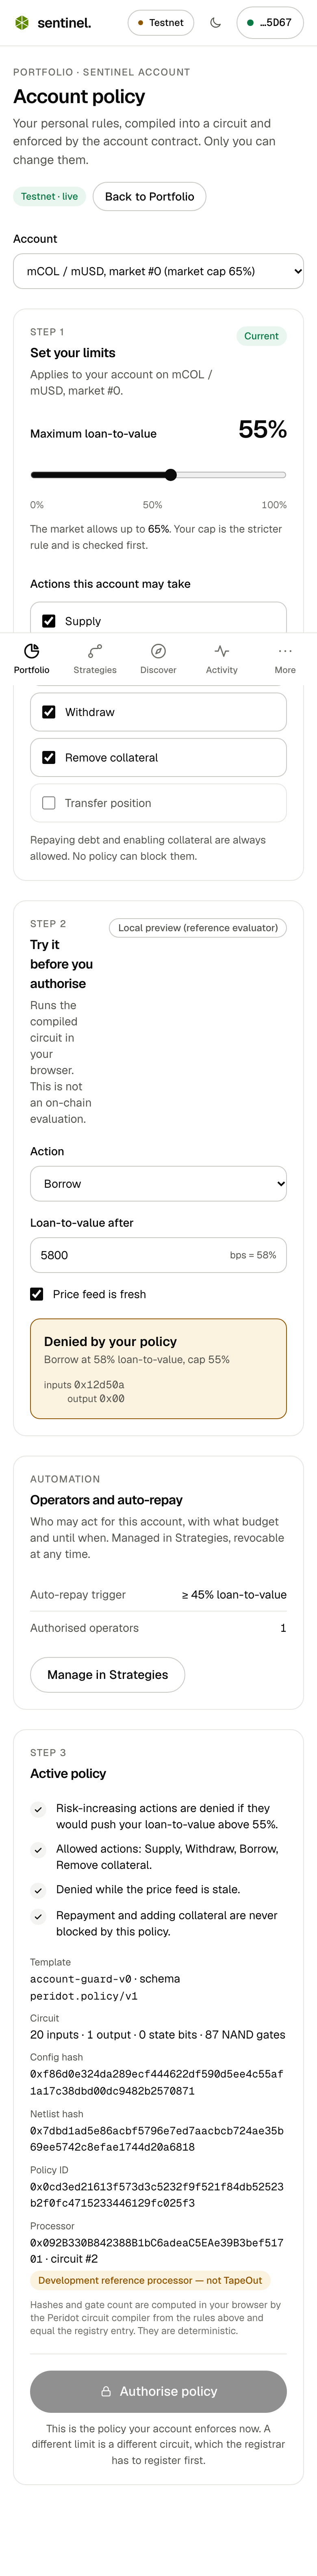 sentinel.
Testnet
…5D67
PORTFOLIO · SENTINEL ACCOUNT
Account policy
Your personal rules, compiled into a circuit and
enforced by the account contract. Only you can
change them.
Testnet · live
Back to Portfolio
Account
mCOL / mUSD, market #0 (market cap 65%)
STEP 1
Current
Set your limits
Applies to your account on mCOL /
mUSD, market #0.
Maximum loan-to-value
55%
0%
50%
100%
The market allows up to 65%. Your cap is the stricter
rule and is checked first.
Actions this account may take
Supply
Portfolio
Strategies
Discover
Activity
More
Withdraw
Remove collateral
Transfer position
Repaying debt and enabling collateral are always
allowed. No policy can block them.
STEP 2
Local preview (reference evaluator)
Try it
before you
authorise
Runs the
compiled
circuit in
your
browser.
This is not
an on-chain
evaluation.
Action
Borrow
Loan-to-value after
5800
bps = 58%
Price feed is fresh
Denied by your policy
Borrow at 58% loan-to-value, cap 55%
inputs 0x12d50a
output 0x00
AUTOMATION
Operators and auto-repay
Who may act for this account, with what budget
and until when. Managed in Strategies, revocable
at any time.
Auto-repay trigger
≥ 45% loan-to-value
Authorised operators
1
Manage in Strategies
STEP 3
Active policy
Risk-increasing actions are denied if they
would push your loan-to-value above 55%.
Allowed actions: Supply, Withdraw, Borrow,
Remove collateral.
Denied while the price feed is stale.
Repayment and adding collateral are never
blocked by this policy.
Template
account-guard-v0 · schema
peridot.policy/v1
Circuit
20 inputs · 1 output · 0 state bits · 87 NAND gates
Config hash
0xf86d0e324da289ecf444622df590d5ee4c55af
1a17c38dbd00dc9482b2570871
Netlist hash
0x7dbd1ad5e86acbf5796e7ed7aacbcb724ae35b
69ee5742c8efae1744d20a6818
Policy ID
0x0cd3ed21613f573d3c5232f9f521f84db52523
b2f0fc4715233446129fc025f3
Processor
0x092B330B842388B1bC6adeaC5EAe39B3bef517
01 · circuit #2
Development reference processor — not TapeOut
Hashes and gate count are computed in your browser by
the Peridot circuit compiler from the rules above and
equal the registry entry. They are deterministic.
Authorise policy
This is the policy your account enforces now. A
different limit is a different circuit, which the registrar
has to register first.